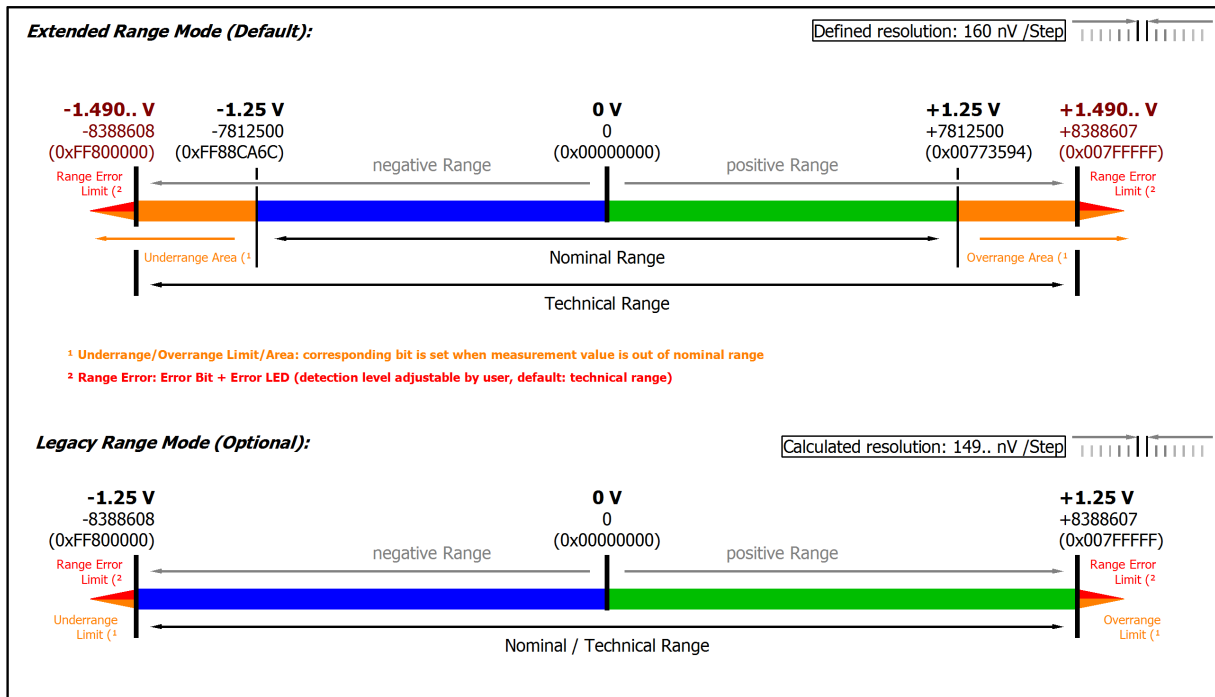 Extended Range Mode (Default):
Defined resolution: 160 nV /Step
-1.490.. V
-8388608
(0xFF800000)
-1.25 V
-7812500
(0xFF88CA6C)
0 V
0
(0x00000000)
+1.25 V
+7812500
(0x00773594)
+1.490.. V
+8388607
(0x007FFFFF)
negative Range
positive Range
Range Error
Limit (²
Range Error
Limit (²
Underrange Area (¹
Nominal Range
Overrange Area (¹
Technical Range
¹ Underrange/Overrange Limit/Area: corresponding bit is set when measurement value is out of nominal range
² Range Error: Error Bit + Error LED (detection level adjustable by user, default: technical range)
Legacy Range Mode (Optional):
Calculated resolution: 149.. nV /Step
-1.25 V
-8388608
(0xFF800000)
0 V
0
(0x00000000)
+1.25 V
+8388607
(0x007FFFFF)
negative Range
positive Range
Range Error
Limit (²
Range Error
Limit (²
Underrange
Limit (¹
Overrange
Limit (¹
Nominal / Technical Range